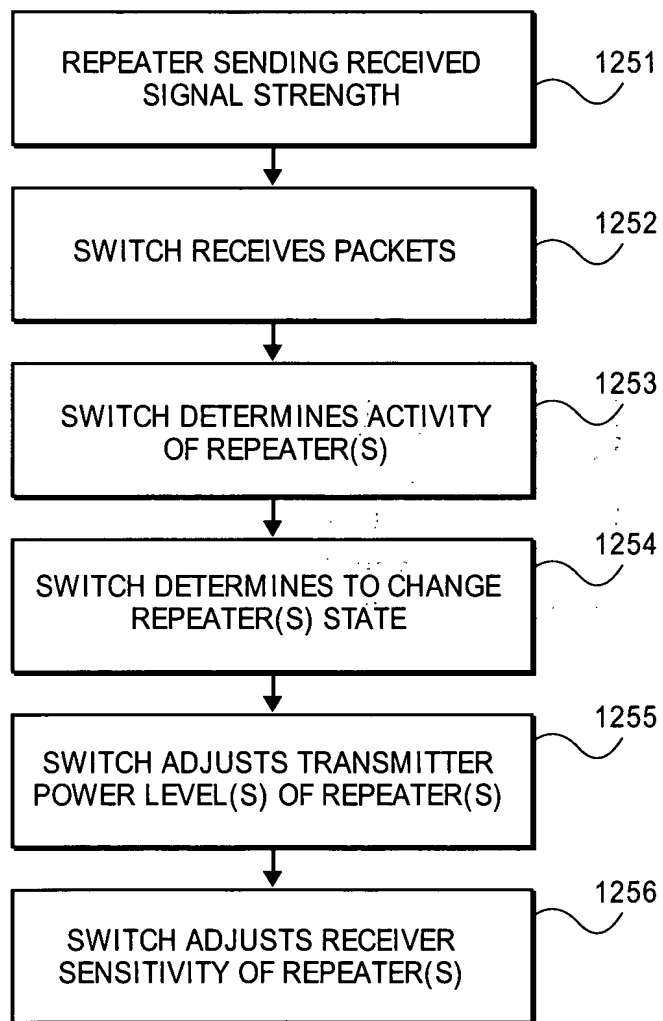 REPEATER SENDING RECEIVED
SIGNAL STRENGTH
1251
SWITCH RECEIVES PACKETS
1252
SWITCH DETERMINES ACTIVITY
OF REPEATER(S)
1253
SWITCH DETERMINES TO CHANGE
REPEATER(S) STATE
1254
SWITCH ADJUSTS TRANSMITTER
POWER LEVEL(S) OF REPEATER(S)
1255
SWITCH ADJUSTS RECEIVER
SENSITIVITY OF REPEATER(S)
1256